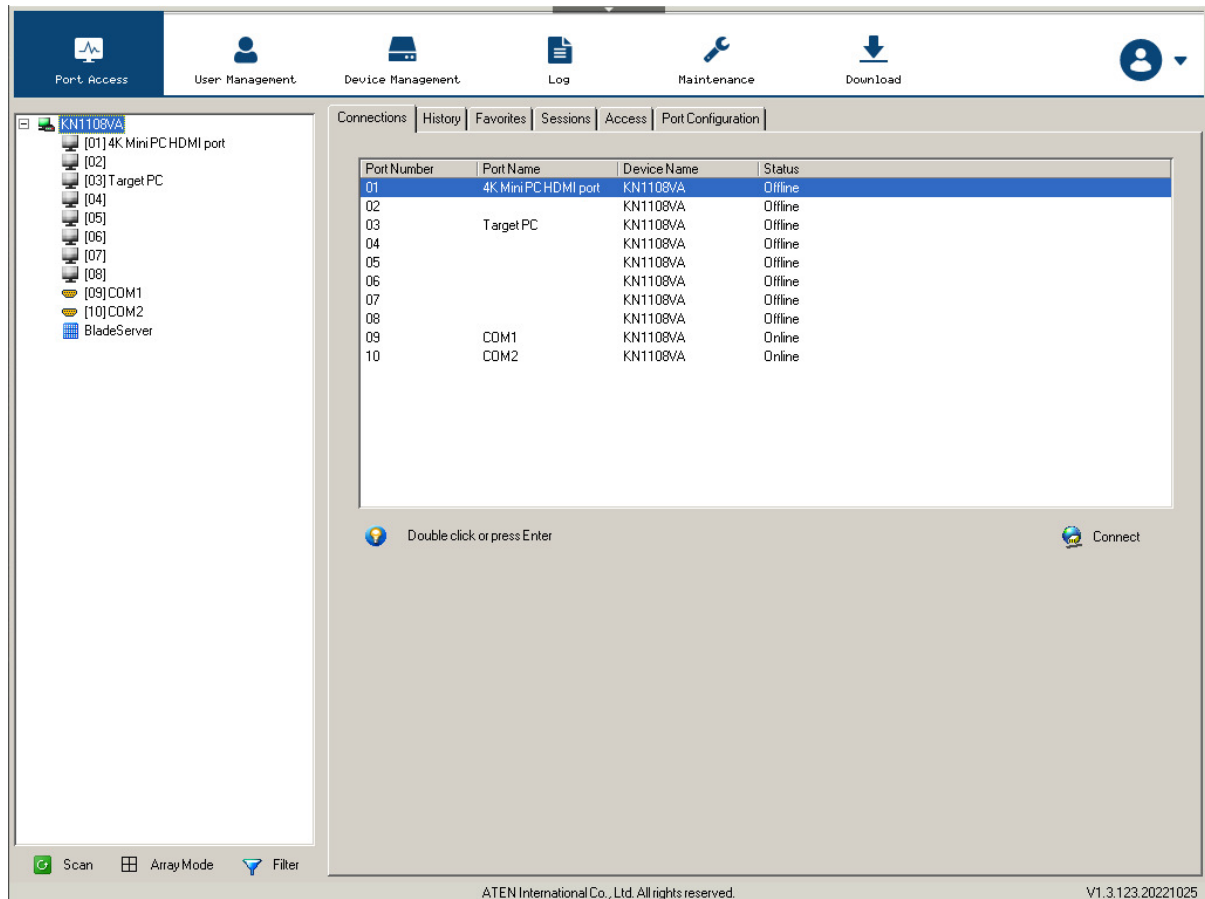 Port Access User Management Device Management Log Maintenance Download
KN1108VA
[01] 4K Mini PC HDMI port
[02]
[03] Target PC
[04]
[05]
[06]
[07]
[08]
[09] COM1
[10] COM2
BladeServer
Scan Array Mode Filter
Connections History Favorites Sessions Access Port Configuration
Port Number Port Name Device Name Status
01 4K Mini PC HDMI port KN1108VA Offline
02 KN1108VA Offline
03 Target PC KN1108VA Offline
04 KN1108VA Offline
05 KN1108VA Offline
06 KN1108VA Offline
07 KN1108VA Offline
08 KN1108VA Offline
09 COM1 KN1108VA Online
10 COM2 KN1108VA Online
Double click or press Enter Connect
ATEN International Co., Ltd. All rights reserved. V1.3.123.20221025